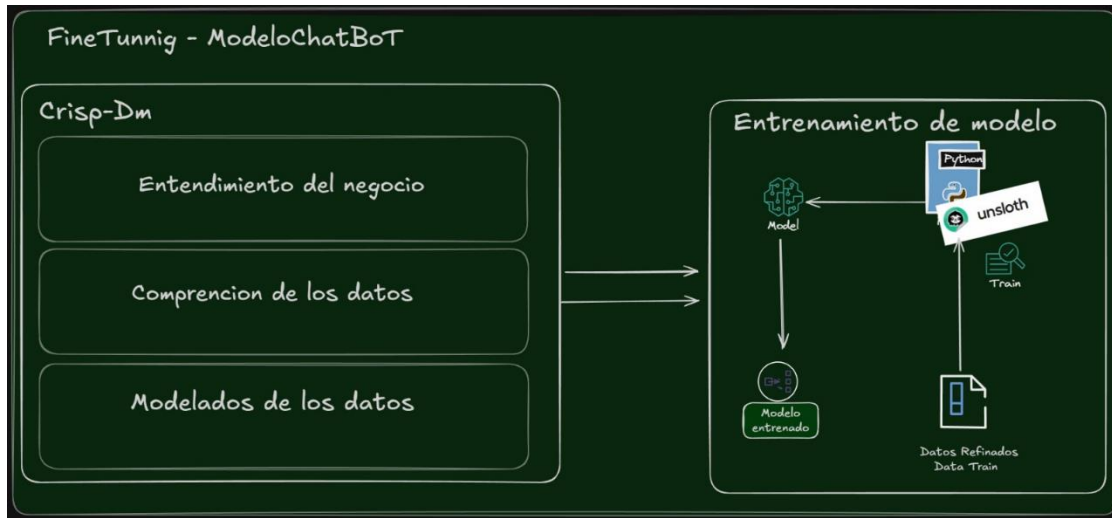 FineTunnig - ModeloChatBoT
Crisp-Dm
Entendimiento del negocio
Comprencion de los datos
Modelados de los datos
Entrenamiento de modelo
Python
unsloth
Model
Train
Modelo
entrenado
Datos Refinados
Data Train